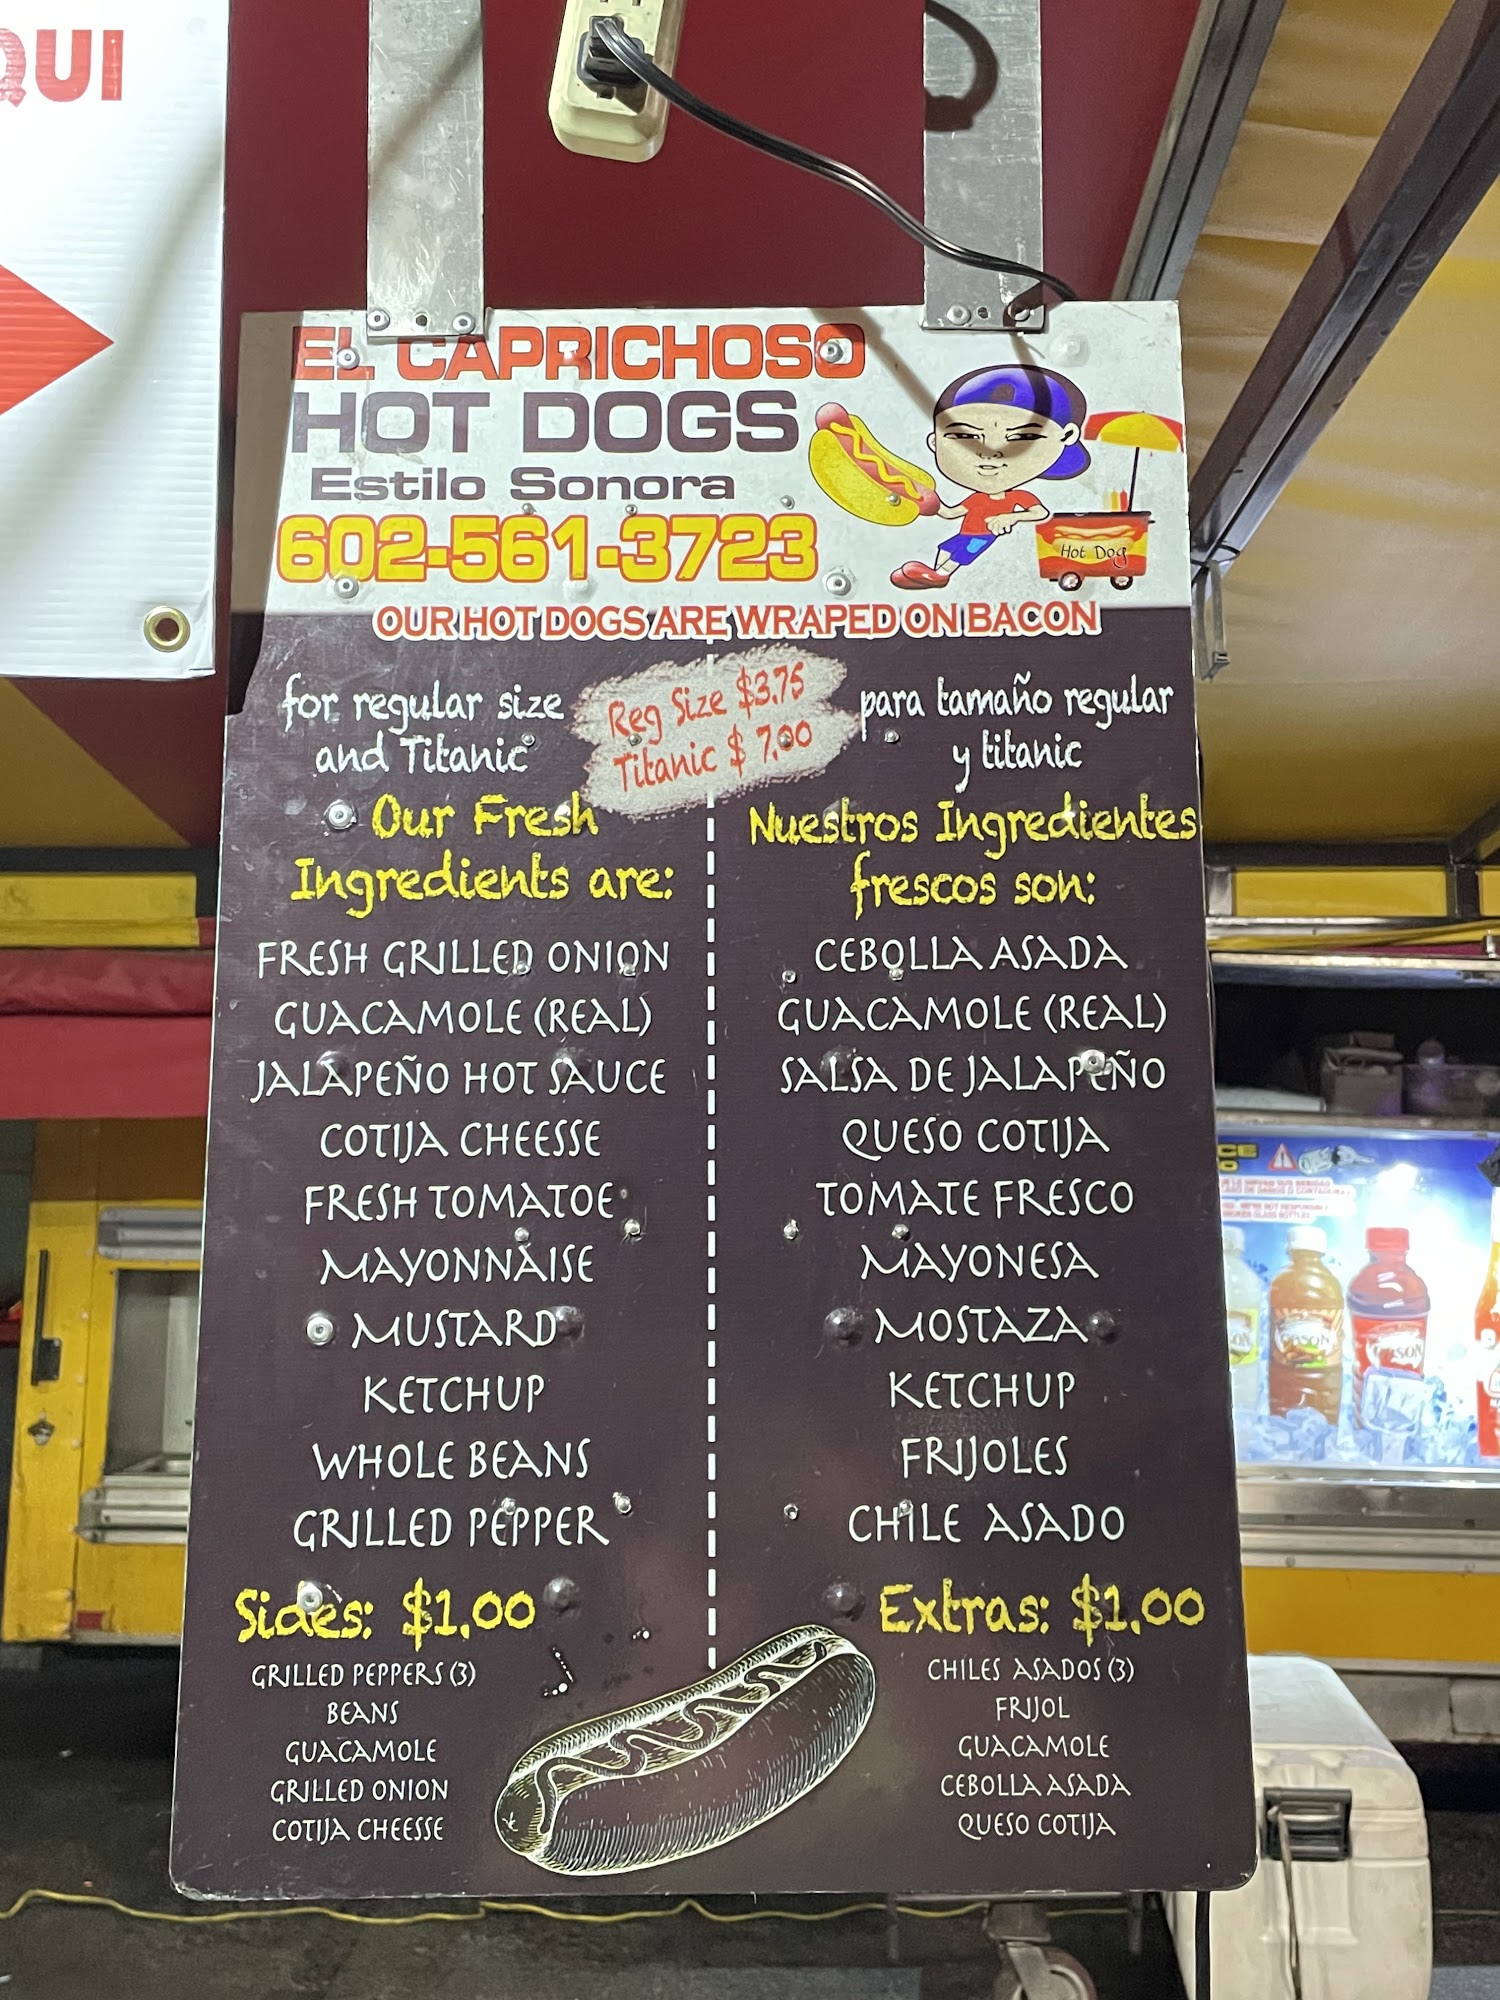 QUI
EL CAPRICHOSO
HOT DOGS
Estilo Sonora
602-561-3723
Hot Dog
OUR HOT DOGS ARE WRAPED ON BACON
for regular size
and Titanic
Reg Size $3.75
Titanic $ 7.00
para tamaño regular
y titanic
Our Fresh
Ingredients are:
FRESH GRILLED ONION
GUACAMOLE (REAL)
JALAPEÑO HOT SAUCE
COTIJA CHEESSE
FRESH TOMATOE
MAYONNAISE
MUSTARD
KETCHUP
WHOLE BEANS
GRILLED PEPPER
Sides: $1.00
GRILLED PEPPERS (3)
BEANS
GUACAMOLE
GRILLED ONION
COTIJA CHEESSE
Nuestros Ingredientes
frescos son:
CEBOLLA ASADA
GUACAMOLE (REAL)
SALSA DE JALAPEÑO
QUESO COTIJA
TOMATE FRESCO
MAYONESA
MOSTAZA
KETCHUP
FRIJOLES
CHILE ASADO
Extras: $1.00
CHILES ASADOS (3)
FRIJOL
GUACAMOLE
CEBOLLA ASADA
QUESO COTIJA